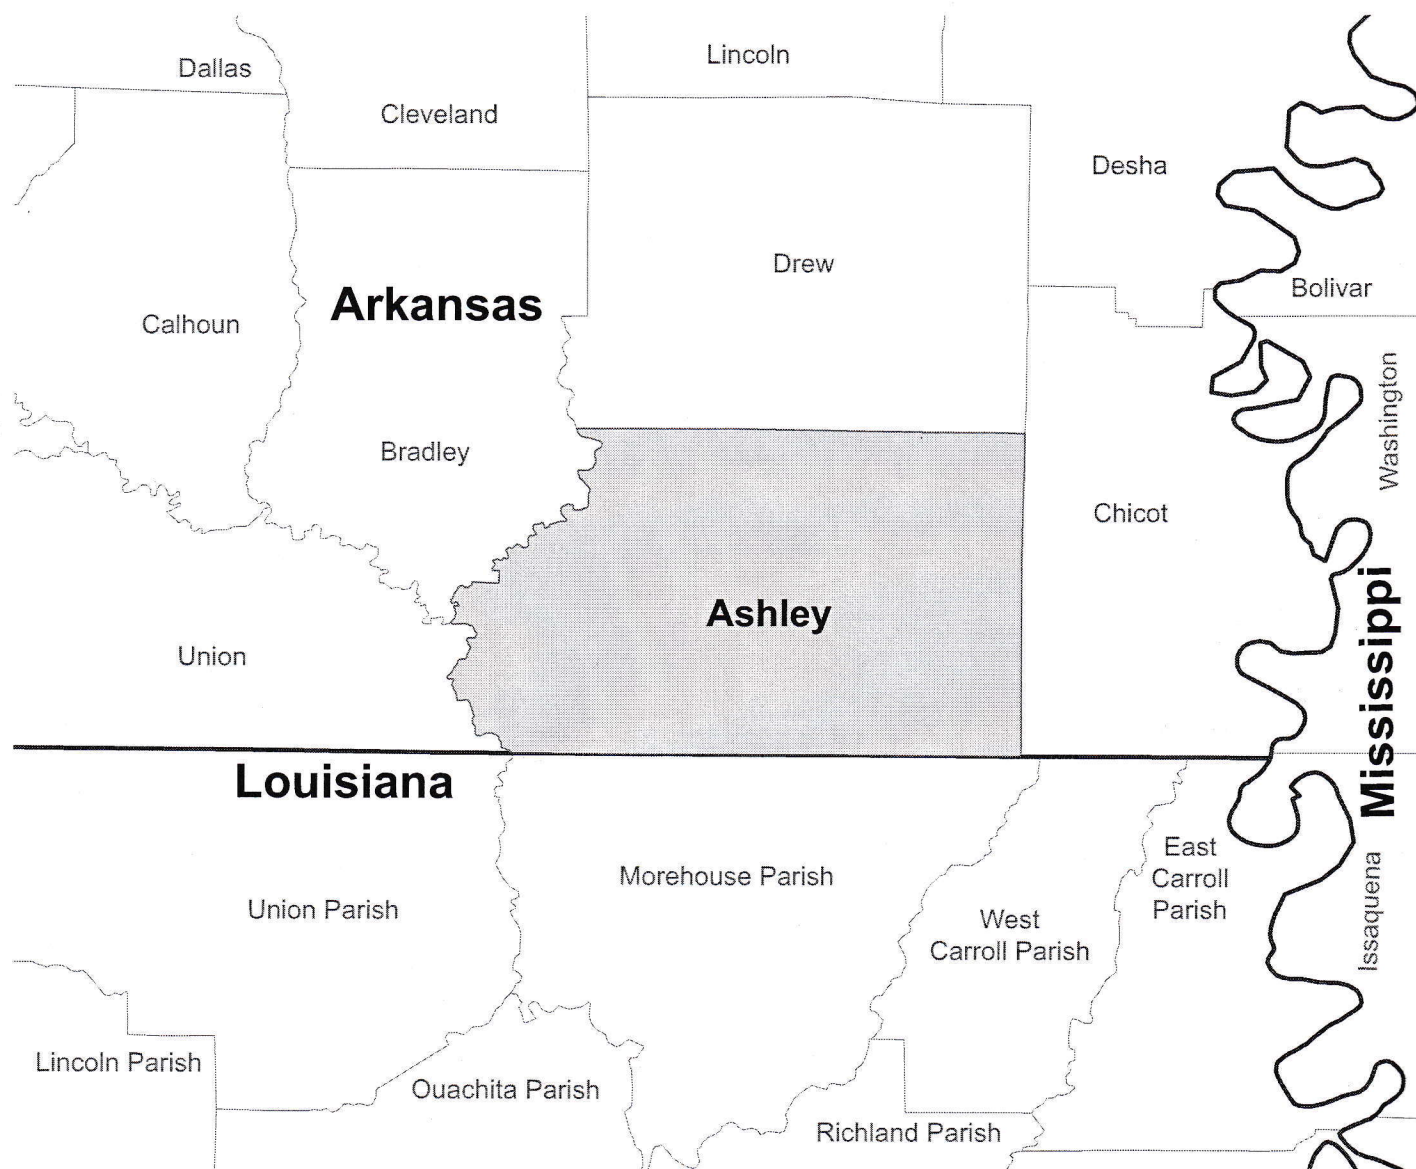 Dallas
Lincoln
Cleveland
Desha
Drew
Bolivar
Arkansas
Calhoun
Washington
Bradley
Chicot
Ashley
Mississippi
Union
Louisiana
East
Carroll
Parish
Morehouse Parish
Union Parish
West
Carroll Parish
Issaquena
Lincoln Parish
Ouachita Parish
Richland Parish